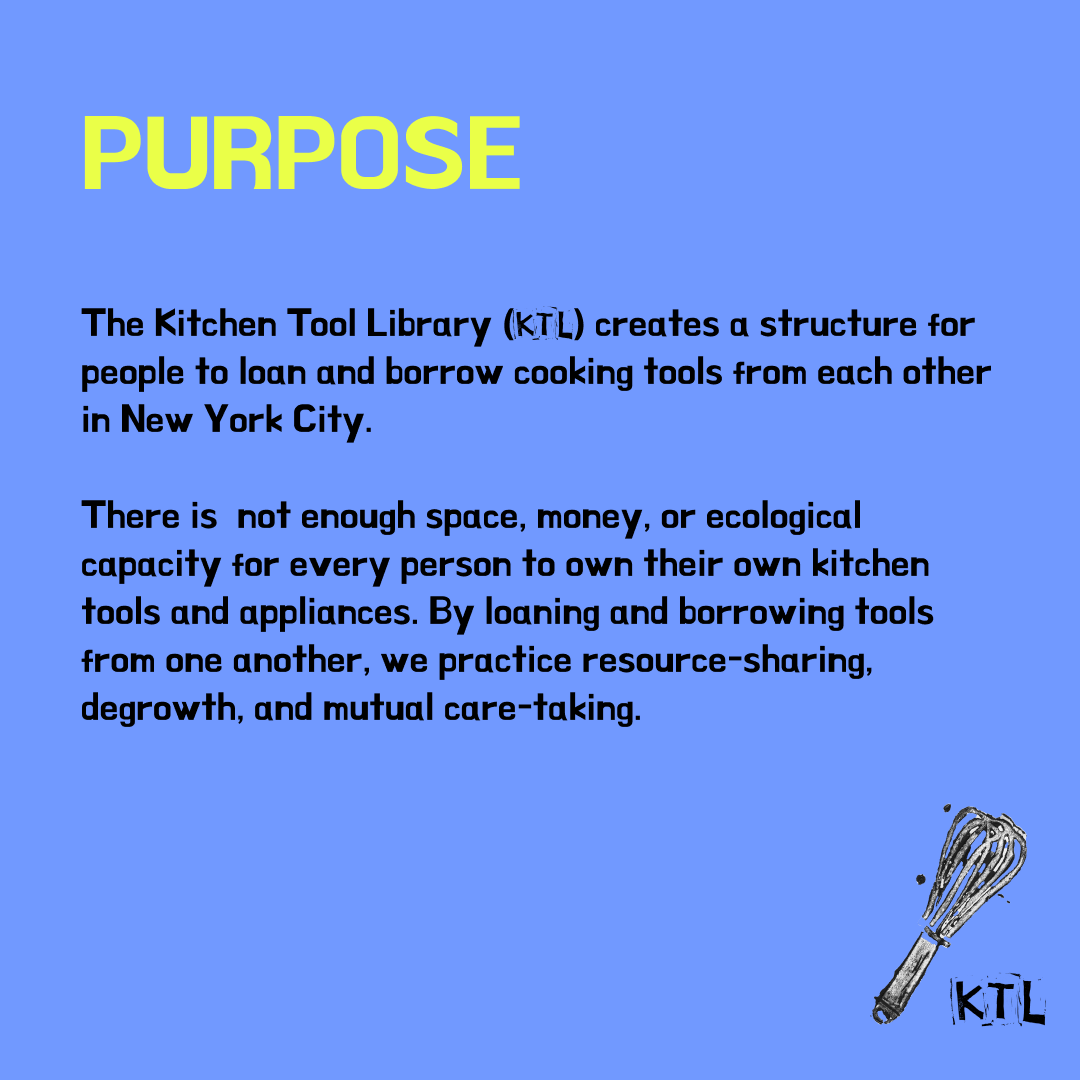 PURPOSE
The Kitchen Tool Library (KTL) creates a structure for
people to loan and borrow cooking tools from each other
in New York City.
There is  not enough space, money, or ecological
capacity for every person to own their own kitchen
tools and appliances. By loaning and borrowing tools
from one another, we practice resource-sharing,
degrowth, and mutual care-taking.
KTL